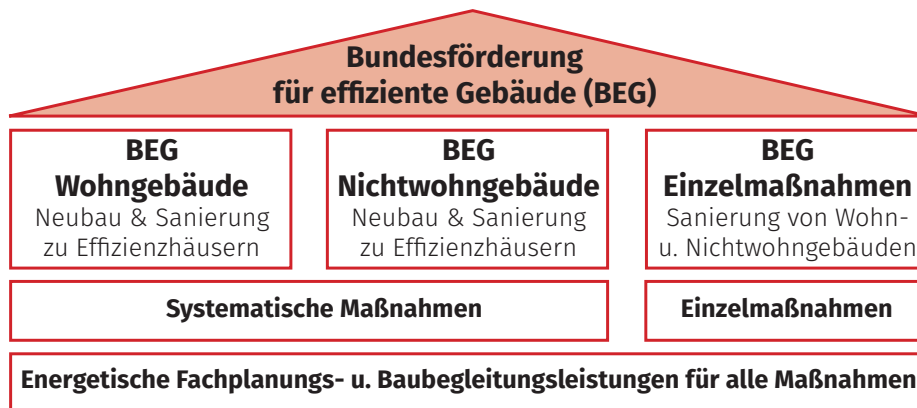 Bundesförderung
für effiziente Gebäude (BEG)
BEG
Wohngebäude
Neubau & Sanierung
zu Effizienzhäusern
BEG
Nichtwohngebäude
Neubau & Sanierung
zu Effizienzhäusern
BEG
Einzelmaßnahmen
Sanierung von Wohn-
u. Nichtwohngebäuden
Systematische Maßnahmen
Einzelmaßnahmen
Energetische Fachplanungs- u. Baubegleitungsleistungen für alle Maßnahmen